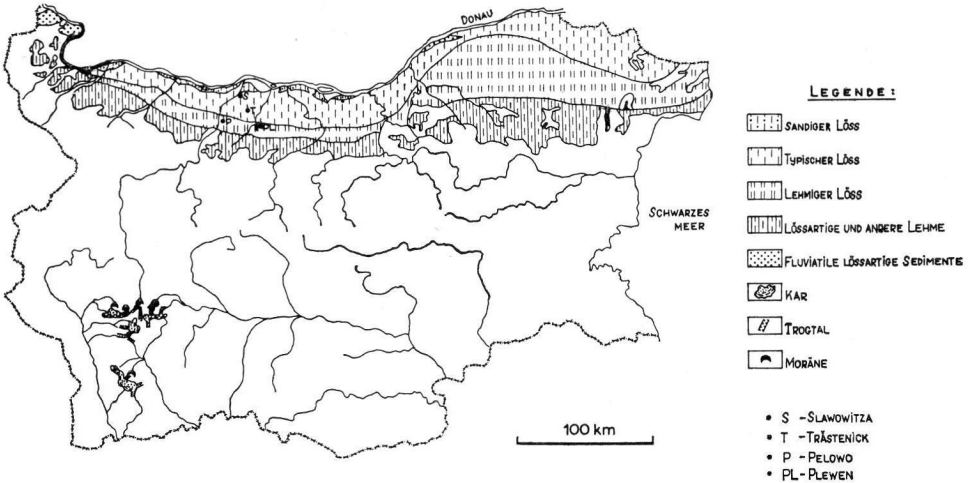 DONAU
S
T
P
PL
SCHWARZES
MEER
100 km
LEGENDE:
SANDIGER LÖSS
TYPISCHER LÖSS
LEHMIGER LÖSS
LÖSSARTIGE UND ANDERE LEHME
FLUVIATILE LÖSSARTIGE SEDIMENTE
KAR
TROGTAL
MORÄNE
• S - SLAWOWITZA
• T - TRÄSTENICK
• P - PELOWO
• PL - PLEWEN